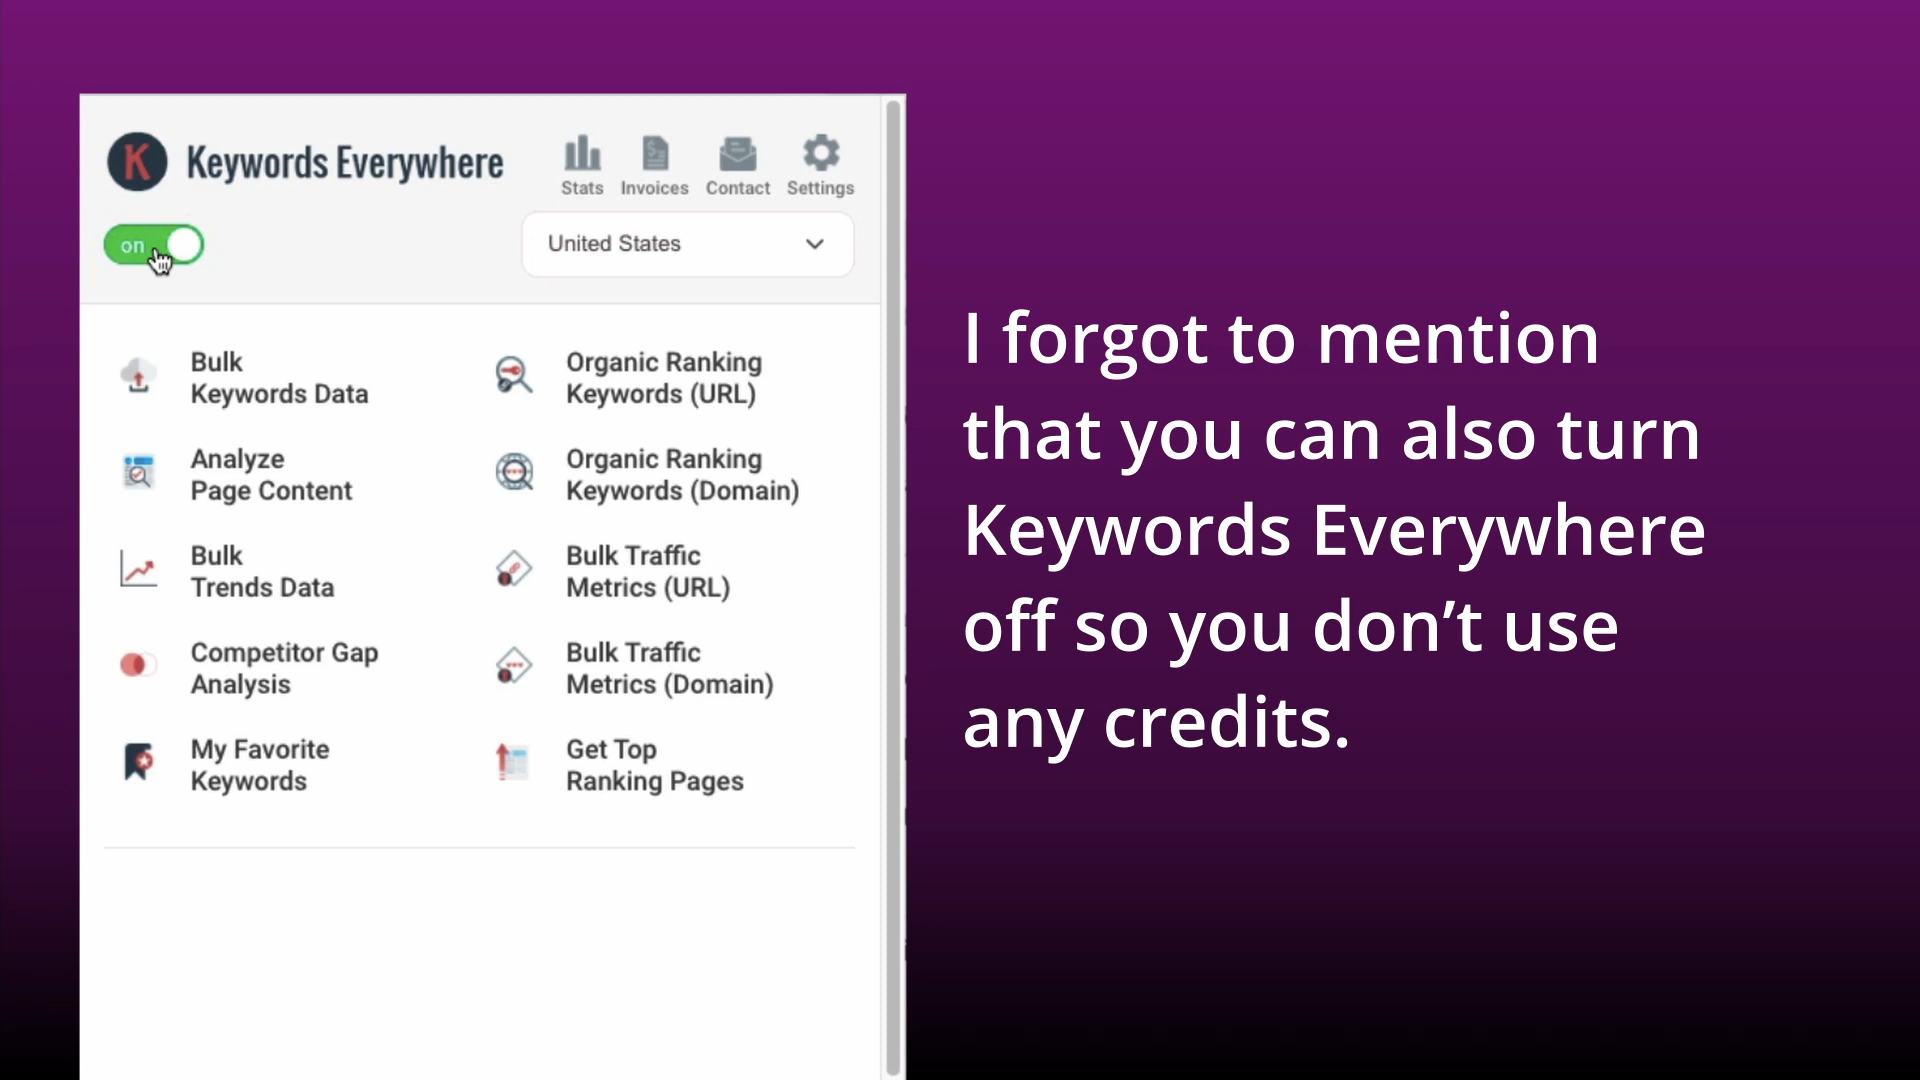 K Keywords Everywhere
Stats Invoices Contact Settings
on
United States
Bulk
Keywords Data
Organic Ranking
Keywords (URL)
Analyze
Page Content
Organic Ranking
Keywords (Domain)
Bulk
Trends Data
Bulk Traffic
Metrics (URL)
Competitor Gap
Analysis
Bulk Traffic
Metrics (Domain)
My Favorite
Keywords
Get Top
Ranking Pages
I forgot to mention
that you can also turn
Keywords Everywhere
off so you don’t use
any credits.